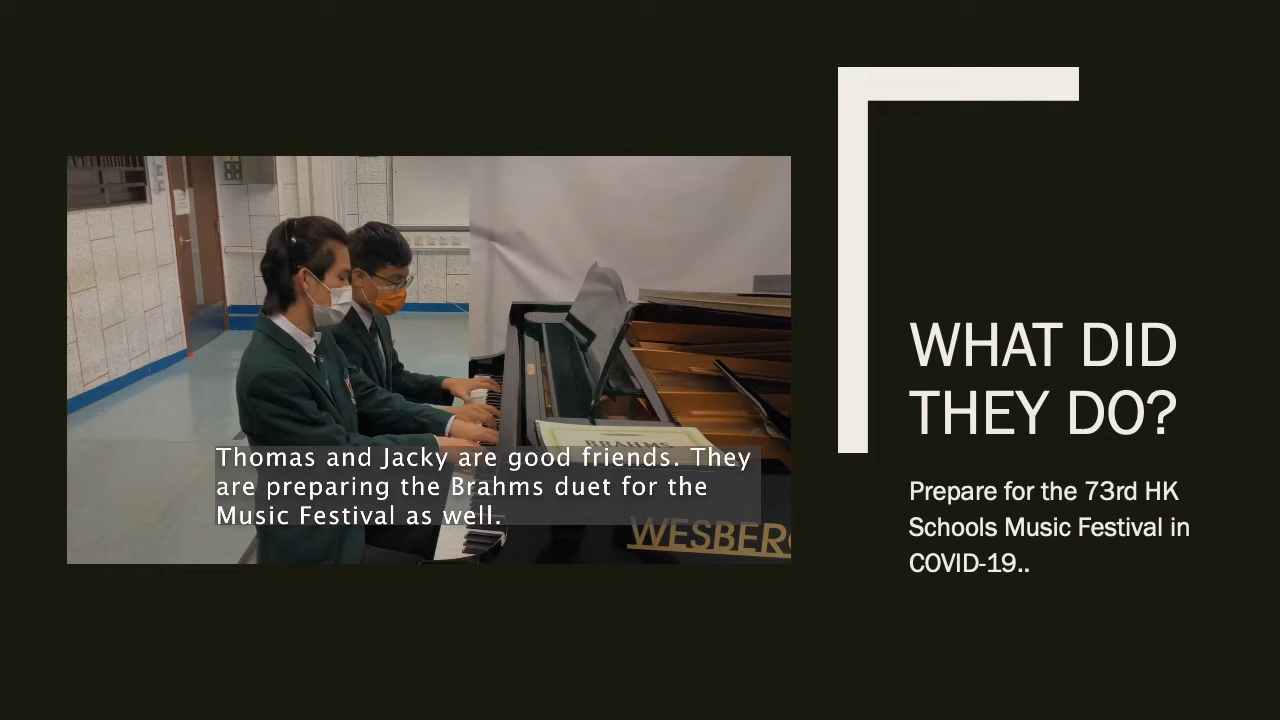 BRAHMS
Thomas and Jacky are good friends. They
are preparing the Brahms duet for the
Music Festival as well.
WESBER
WHAT DID
THEY DO?
Prepare for the 73rd HK
Schools Music Festival in
COVID-19..